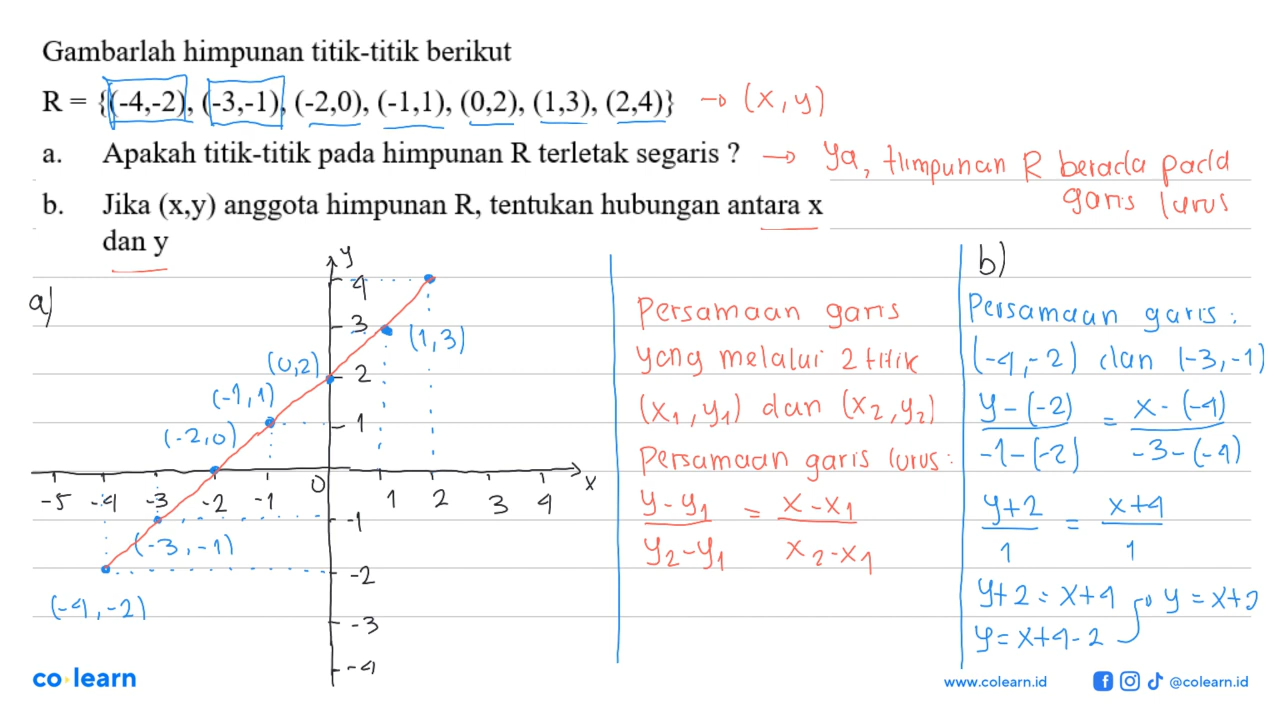 Gambarlah himpunan titik-titik berikut
R = {(-4,-2), (-3,-1), (-2,0), (-1,1), (0,2), (1,3), (2,4)} → (x, y)
a. Apakah titik-titik pada himpunan R terletak segaris ? → Ya, Himpunan R berada pada
garis lurus
b. Jika (x,y) anggota himpunan R, tentukan hubungan antara x
dan y
a)
y
4
3
2
1
(1,3)
(0,2)
(-1,1)
(-2,0)
-5 -4 -3 -2 -1 0 1 2 3 4 x
-1
-2
-3
-4
(-3,-1)
(-4,-2)
Persamaan garis
yang melalui 2 titik
(x1, y1) dan (x2, y2)
Persamaan garis lurus :
y - y1 / y2 - y1 = x - x1 / x2 - x1
b)
Persamaan garis :
(-4,-2) dan (-3,-1)
y - (-2) / -1 - (-2) = x - (-4) / -3 - (-4)
y+2 / 1 = x+4 / 1
y+2 = x+4
y = x+4-2 → y = x+2
co learn
www.colearn.id
@colearn.id